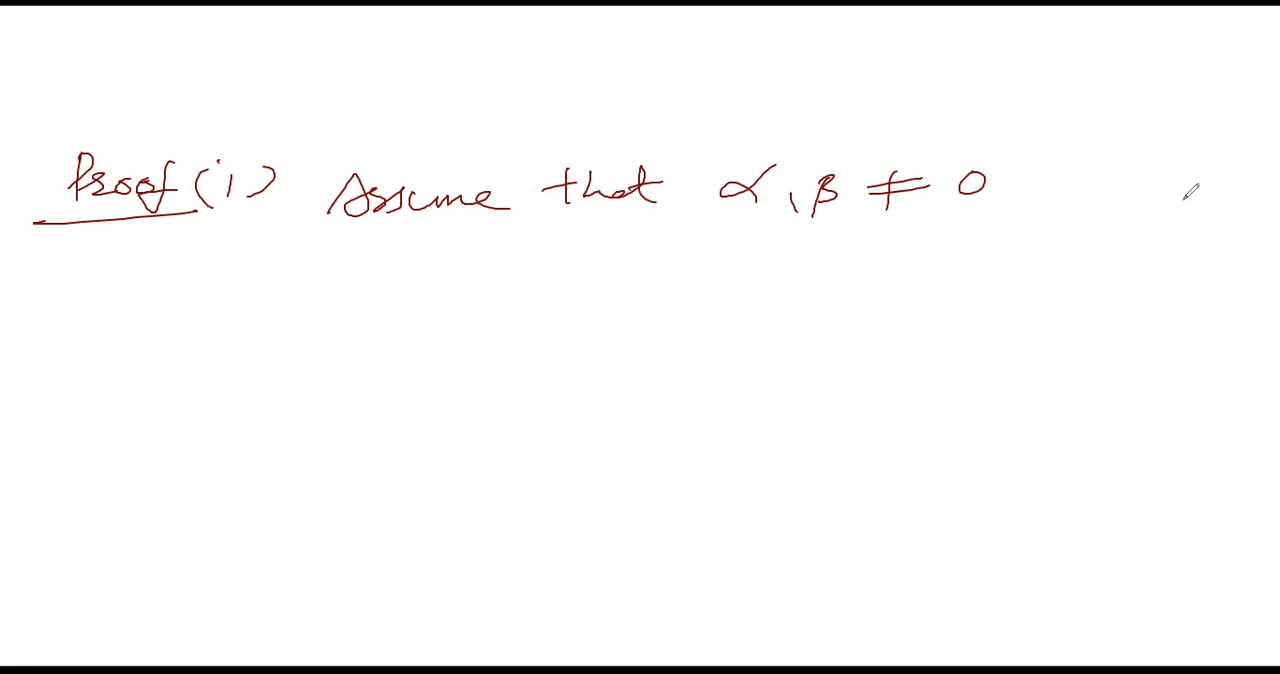 Proof (i) Assume that α, β ≠ 0